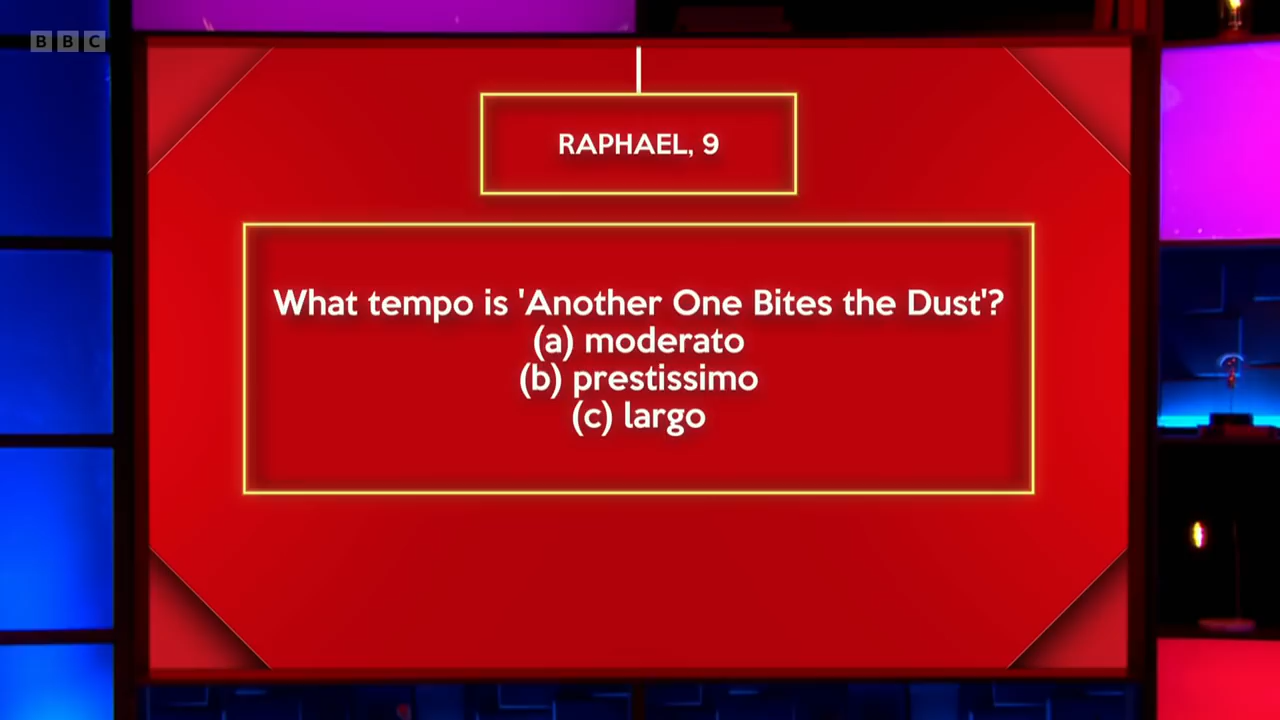 BBC
RAPHAEL, 9
What tempo is 'Another One Bites the Dust'?
(a) moderato
(b) prestissimo
(c) largo